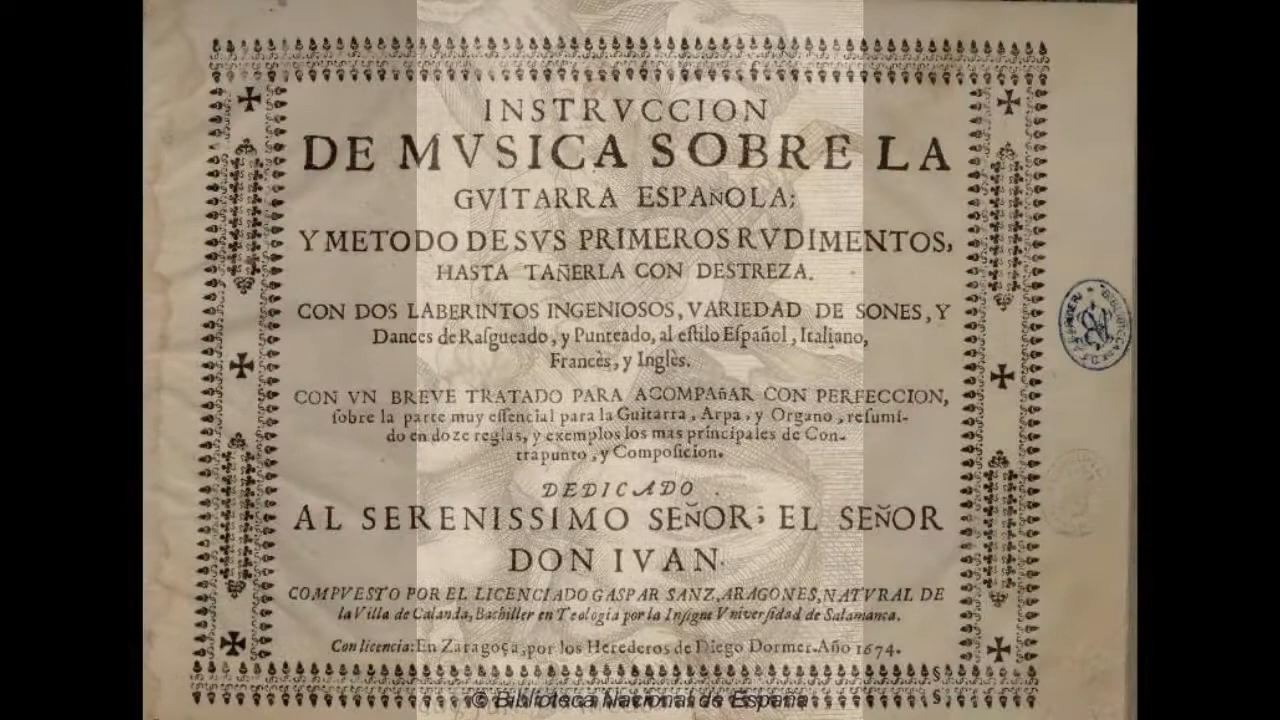 INSTRVCCION
DE MVSICA SOBRE LA
GVITARRA ESPAñOLA;
Y METODO DE SVS PRIMEROS RVDIMENTOS,
HASTA TAÑERLA CON DESTREZA.
CON DOS LABERINTOS INGENIOSOS, VARIEDAD DE SONES, Y
Dances de Rasgueado, y Punteado, al eſtilo Eſpañol, Italiano,
Francès, y Inglès.
CON VN BREVE TRATADO PARA ACOMPAñAR CON PERFECCION,
ſobre la parte muy eſſencial para la Guitarra, Arpa, y Organo, reſumi-
do en doze reglas, y exemplos los mas principales de Con-
trapunto, y Compoſicion.
DEDICADO
AL SERENISSIMO SEÑOR; EL SEÑOR
DON IVAN.
COMPVESTO POR EL LICENCIADO GASPAR SANZ, ARAGONES, NATVRAL DE
la Villa de Calanda, Bachiller en Teologia por la Inſigne Vniverſidad de Salamanca.
Con licencia: En Zaragoça, por los Herederos de Diego Dormer. Año 1674.
© Biblioteca Nacional de España